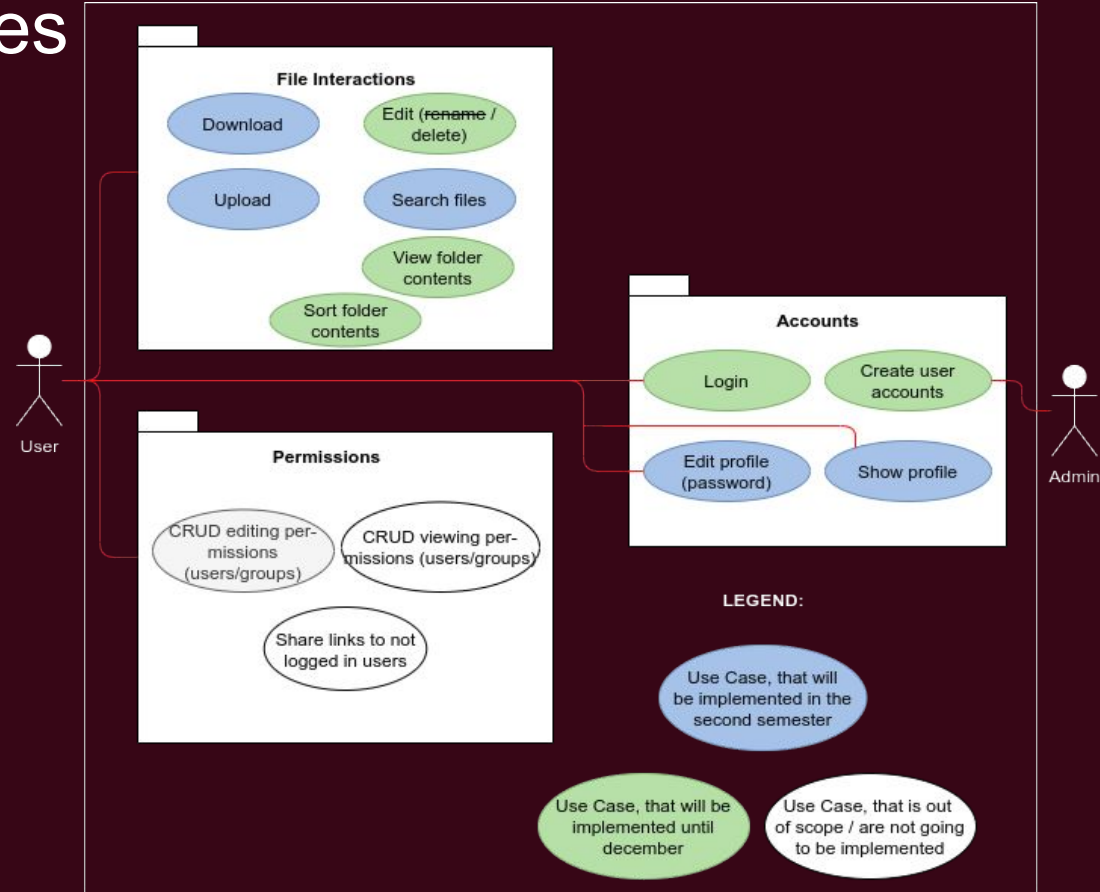 es
File Interactions
Download
Edit (rename /
delete)
Upload
Search files
View folder
contents
Sort folder
contents
Accounts
Login
Create user
accounts
Edit profile
(password)
Show profile
User
Admin
Permissions
CRUD editing per-
missions
(users/groups)
CRUD viewing per-
missions (users/groups)
Share links to not
logged in users
LEGEND:
Use Case, that will
be implemented in the
second semester
Use Case, that will be
implemented until
december
Use Case, that is out
of scope / are not going
to be implemented